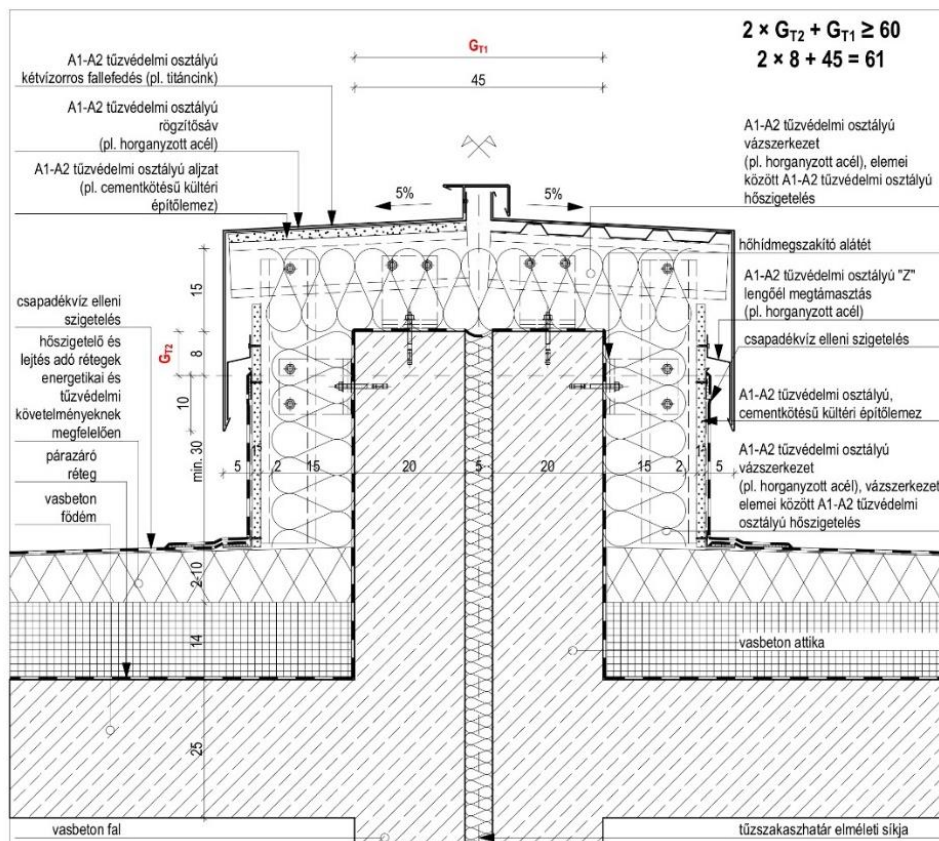 2 × GT2 + GT1 ≥ 60
2 × 8 + 45 = 61
GT1
45
A1-A2 tűzvédelmi osztályú
kétvízorros fallefedés (pl. titáncink)
A1-A2 tűzvédelmi osztályú
rögzítősáv
(pl. horganyzott acél)
A1-A2 tűzvédelmi osztályú aljzat
(pl. cementkötésű kültéri
építőlemez)
5%
5%
A1-A2 tűzvédelmi osztályú
vázszerkezet
(pl. horganyzott acél), elemei
között A1-A2 tűzvédelmi osztályú
hőszigetelés
hőhídmegszakító alátét
A1-A2 tűzvédelmi osztályú "Z"
lengőél megtámasztás
(pl. horganyzott acél)
csapadékvíz elleni szigetelés
A1-A2 tűzvédelmi osztályú,
cementkötésű kültéri építőlemez
A1-A2 tűzvédelmi osztályú
vázszerkezet
(pl. horganyzott acél), vázszerkezet
elemei között A1-A2 tűzvédelmi
osztályú hőszigetelés
csapadékvíz elleni
szigetelés
hőszigetelő és
lejtés adó rétegek
energetikai és
tűzvédelmi
követelményeknek
megfelelően
párazáró
réteg
vasbeton
födém
15
GT2
8
10
min. 30
15
5
2
15
20
5
20
15
2
5
2-10
14
25
vasbeton attika
vasbeton fal
tűzszakaszhatár elméleti síkja